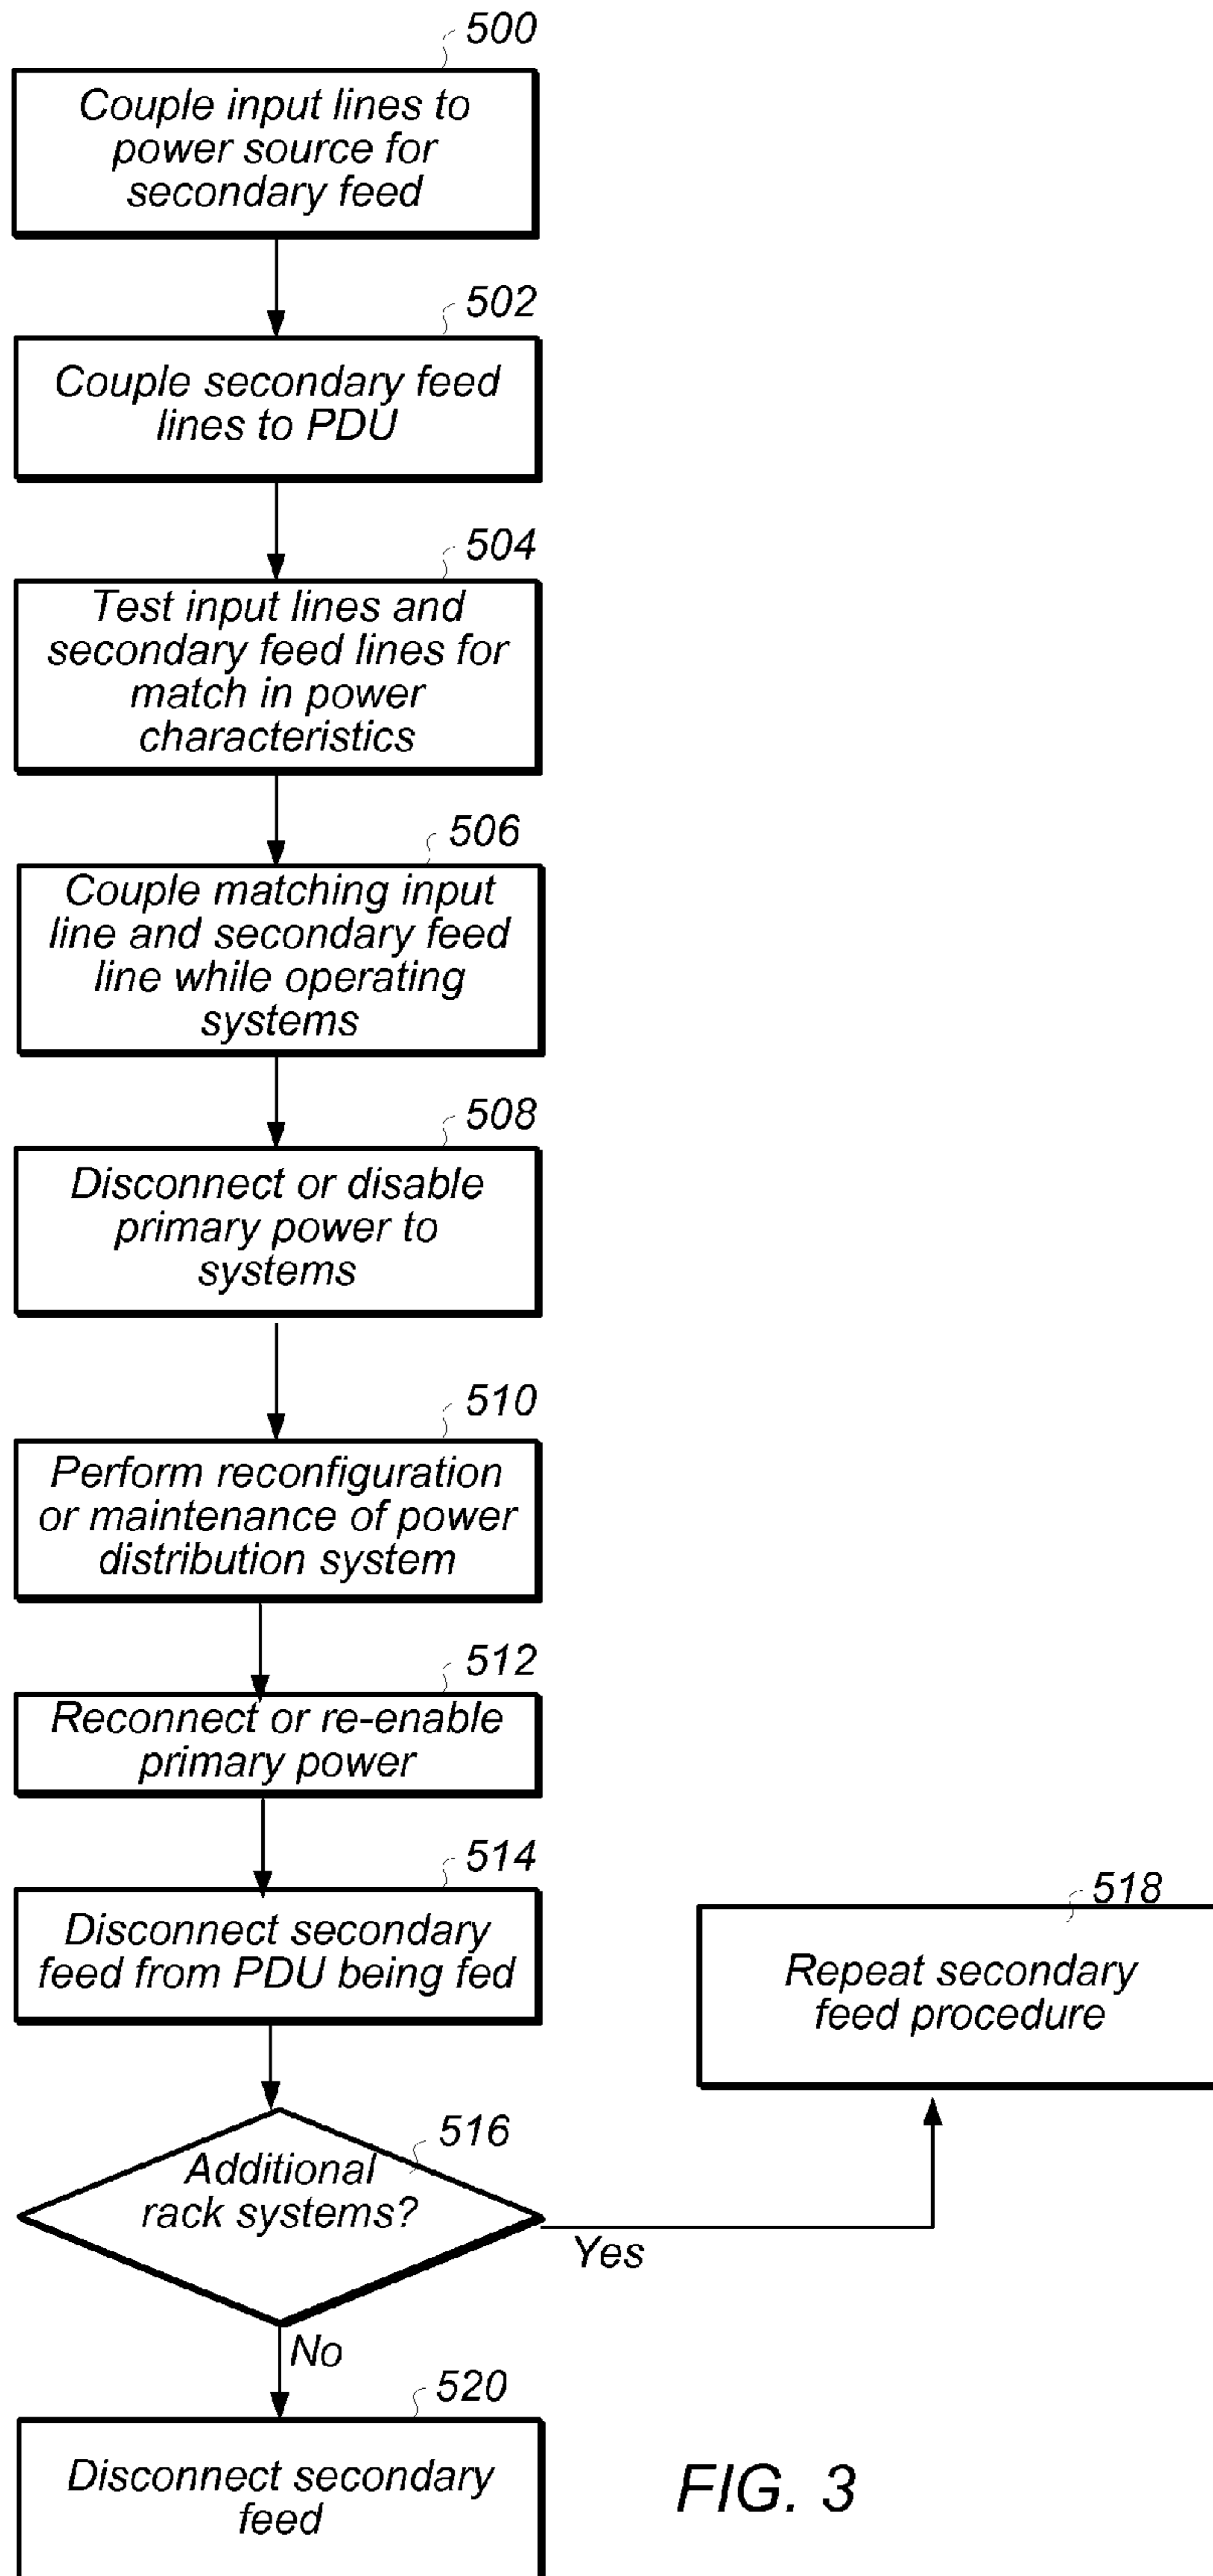 500
Couple input lines to
power source for
secondary feed
502
Couple secondary feed
lines to PDU
504
Test input lines and
secondary feed lines for
match in power
characteristics
506
Couple matching input
line and secondary feed
line while operating
systems
508
Disconnect or disable
primary power to
systems
510
Perform reconfiguration
or maintenance of power
distribution system
512
Reconnect or re-enable
primary power
514
Disconnect secondary
feed from PDU being fed
518
Repeat secondary
feed procedure
516
Additional
rack systems?
Yes
No
520
Disconnect secondary
feed
FIG. 3